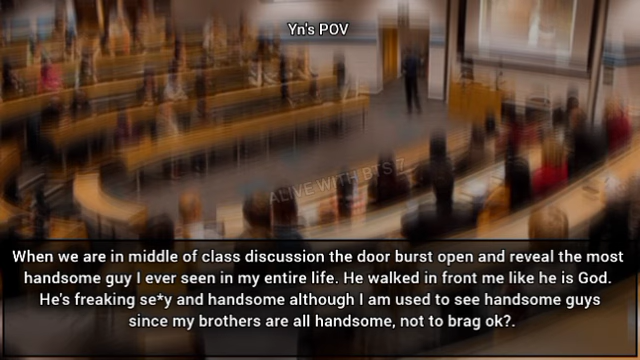 Yn's POV
ALIVE WITH BTS 7
When we are in middle of class discussion the door burst open and reveal the most
handsome guy I ever seen in my entire life. He walked in front me like he is God.
He's freaking se*y and handsome although I am used to see handsome guys
since my brothers are all handsome, not to brag ok?.